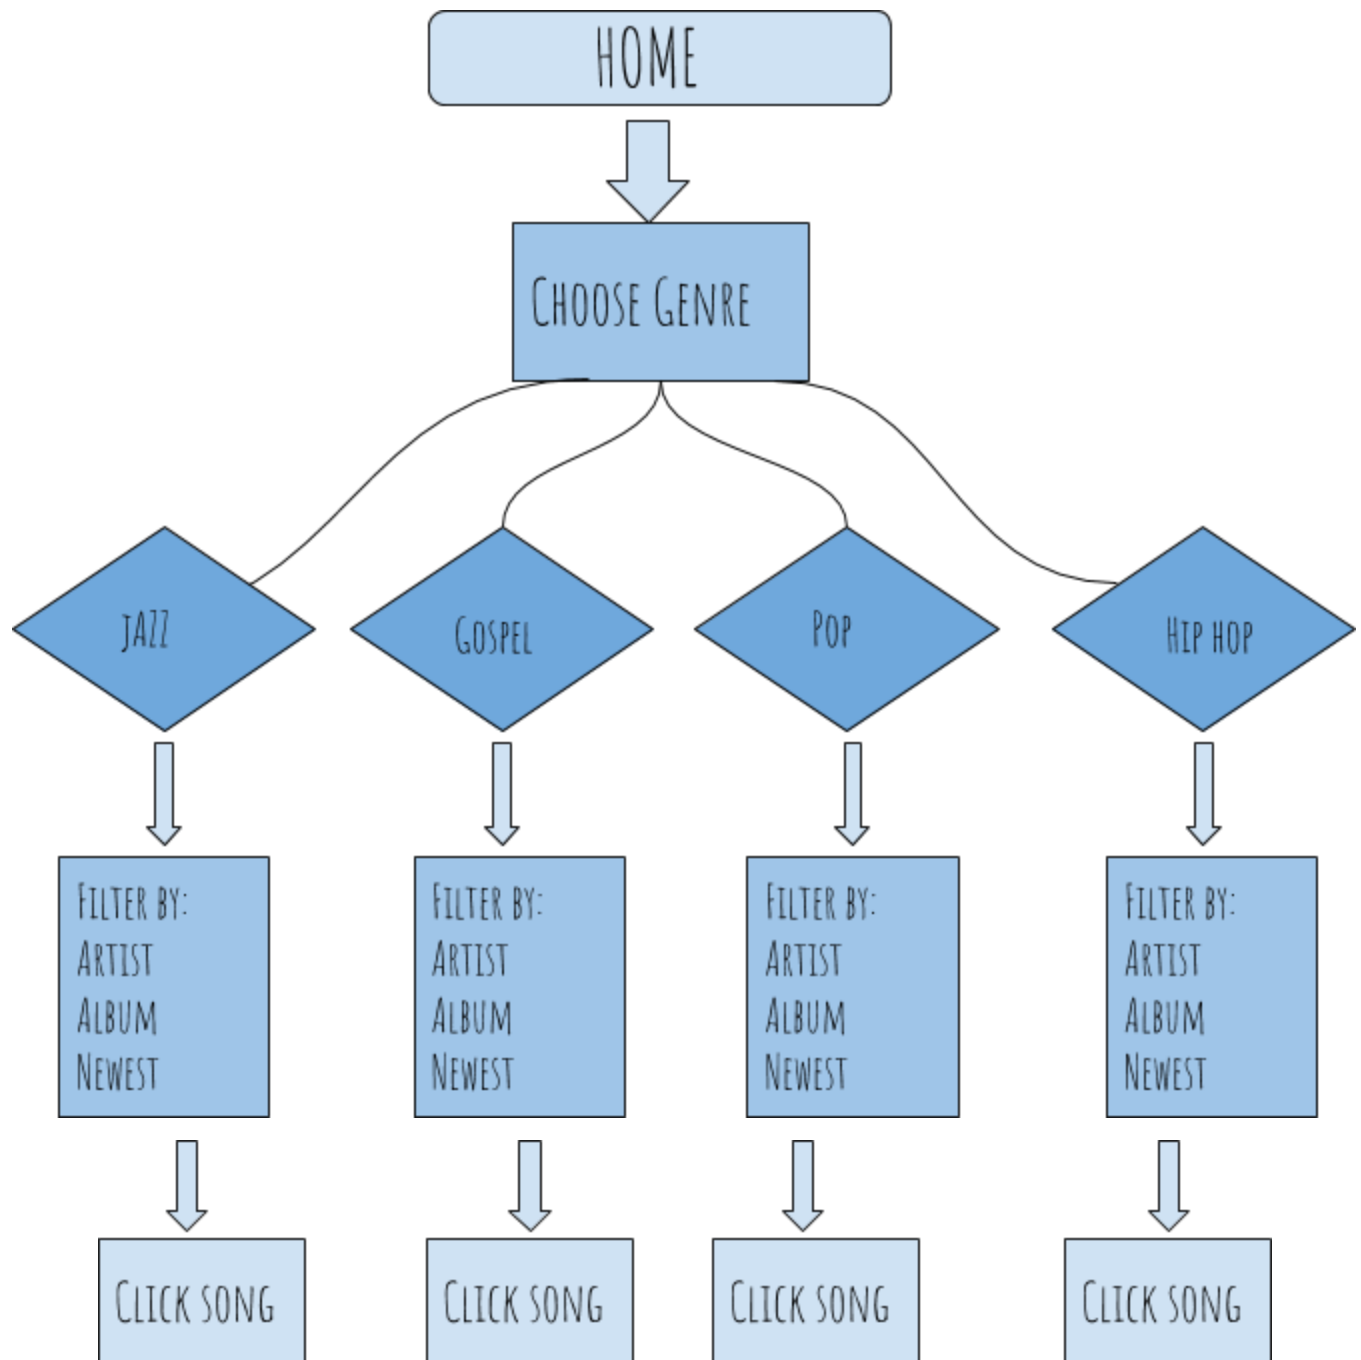 HOME
Choose Genre
jAZZ
Gospel
Pop
Hip hop
Filter by:
Artist
Album
Newest
Filter by:
Artist
Album
Newest
Filter by:
Artist
Album
Newest
Filter by:
Artist
Album
Newest
Click song
Click song
Click song
Click song